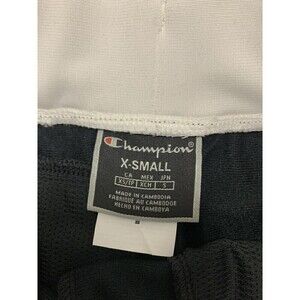 Champion
X-SMALL
CA MEX JPN
XS/TP XCH S
MADE IN CAMBODIA
FABRIQUÉ AU CAMBODGE
HECHO EN CAMBOYA